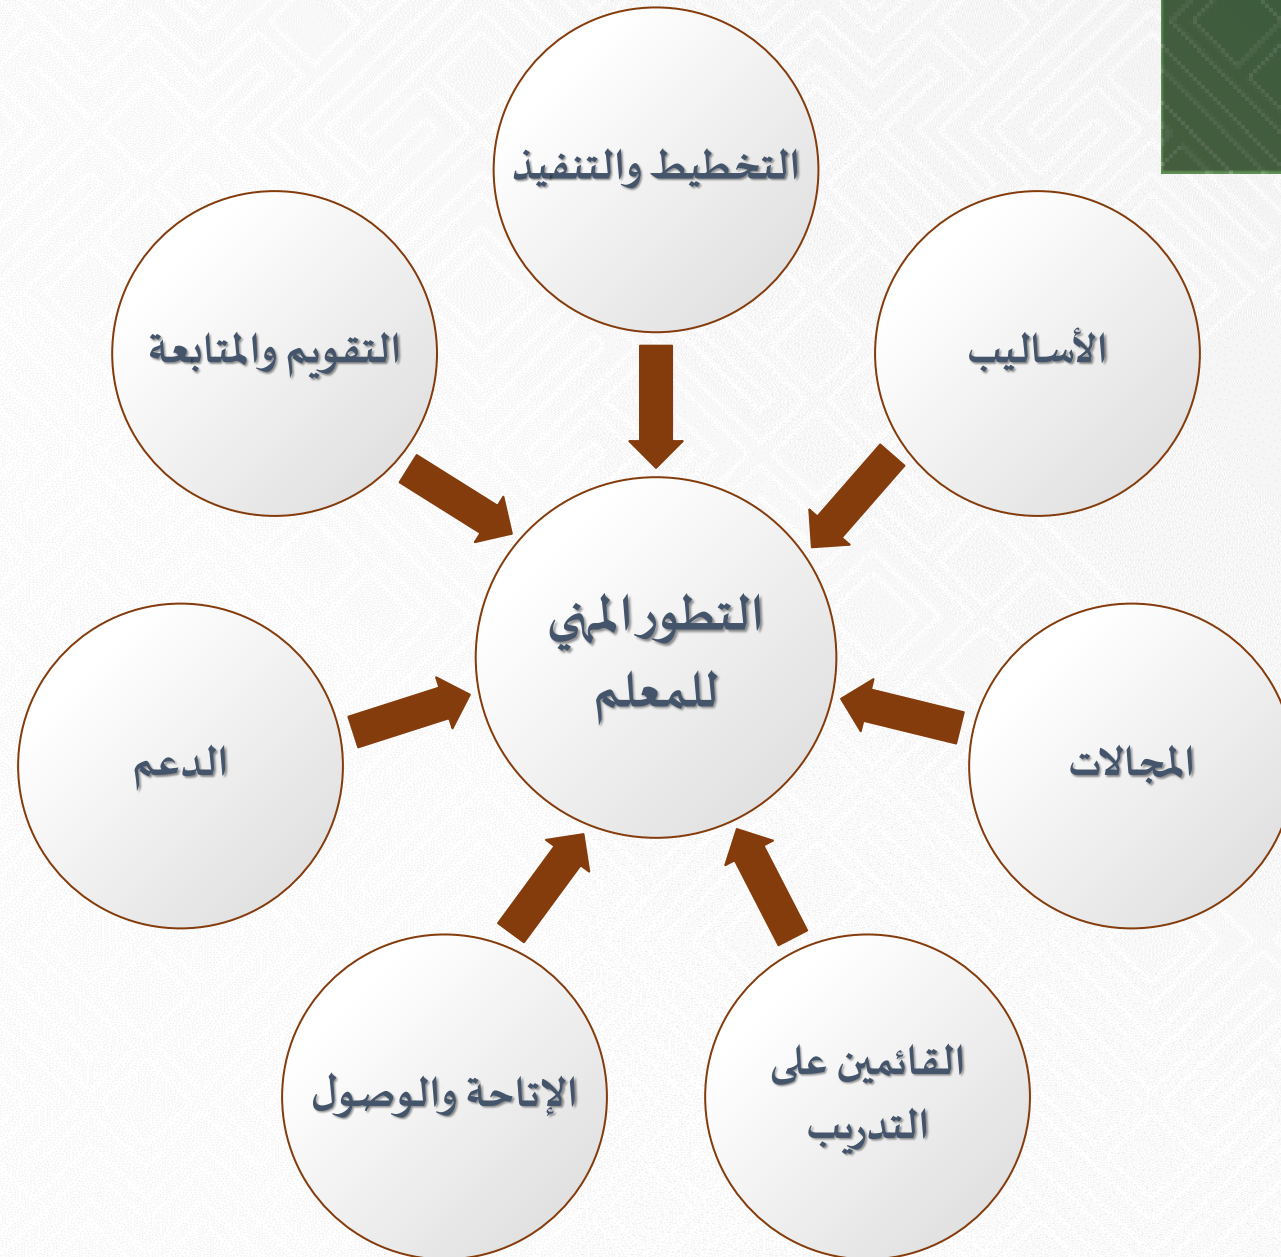 التخطيط والتنفيذ
الأساليب
التقويم والمتابعة
التطور المهني
للمعلم
المجالات
الدعم
القائمين على
التدريب
الإتاحة والوصول